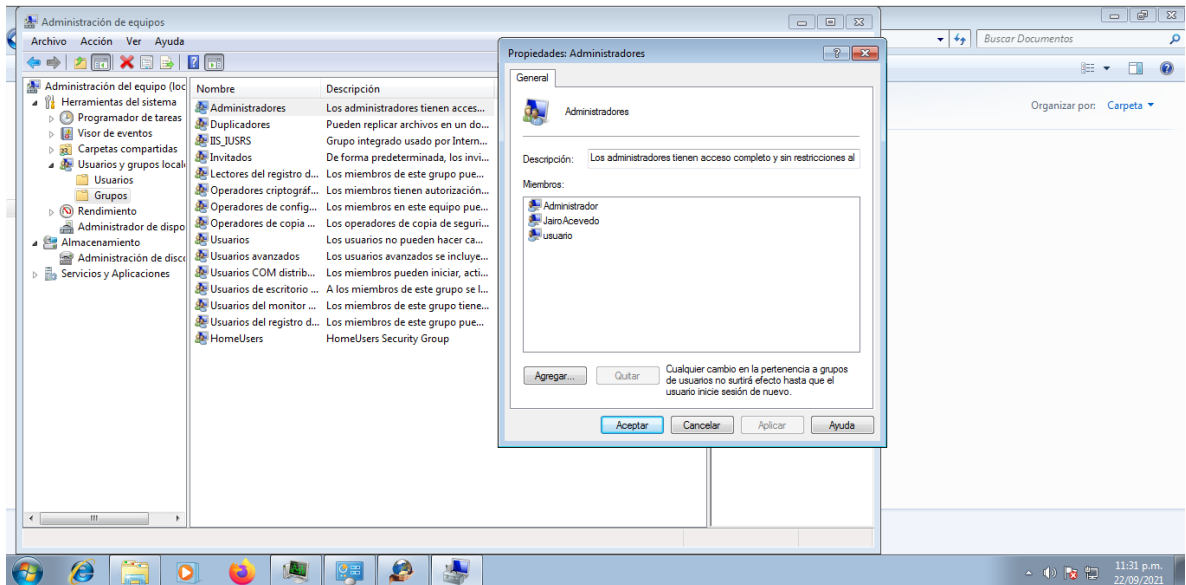 Administración de equipos
Archivo Acción Ver Ayuda
Administración del equipo (loc
Herramientas del sistema
Programador de tareas
Visor de eventos
Carpetas compartidas
Usuarios y grupos local
Usuarios
Grupos
Rendimiento
Administrador de dispo
Almacenamiento
Administración de disc
Servicios y Aplicaciones
Nombre Descripción
Administradores Los administradores tienen acces...
Duplicadores Pueden replicar archivos en un do...
IIS_IUSRS Grupo integrado usado por Intern...
Invitados De forma predeterminada, los invi...
Lectores del registro d... Los miembros de este grupo pue...
Operadores criptográf... Los miembros tienen autorización...
Operadores de config... Los miembros en este equipo pue...
Operadores de copia ... Los operadores de copia de seguri...
Usuarios Los usuarios no pueden hacer ca...
Usuarios avanzados Los usuarios avanzados se incluye...
Usuarios COM distrib... Los miembros pueden iniciar, acti...
Usuarios de escritorio ... A los miembros de este grupo se l...
Usuarios del monitor ... Los miembros de este grupo tiene...
Usuarios del registro d... Los miembros de este grupo pue...
HomeUsers HomeUsers Security Group
Propiedades: Administradores
General
Administradores
Descripción: Los administradores tienen acceso completo y sin restricciones al
Miembros:
Administrador
JairoAcevedo
usuario
Agregar... Quitar
Cualquier cambio en la pertenencia a grupos
de usuarios no surtirá efecto hasta que el
usuario inicie sesión de nuevo.
Aceptar Cancelar Aplicar Ayuda
Buscar Documentos
Organizar por: Carpeta
11:31 p.m.
22/09/2021